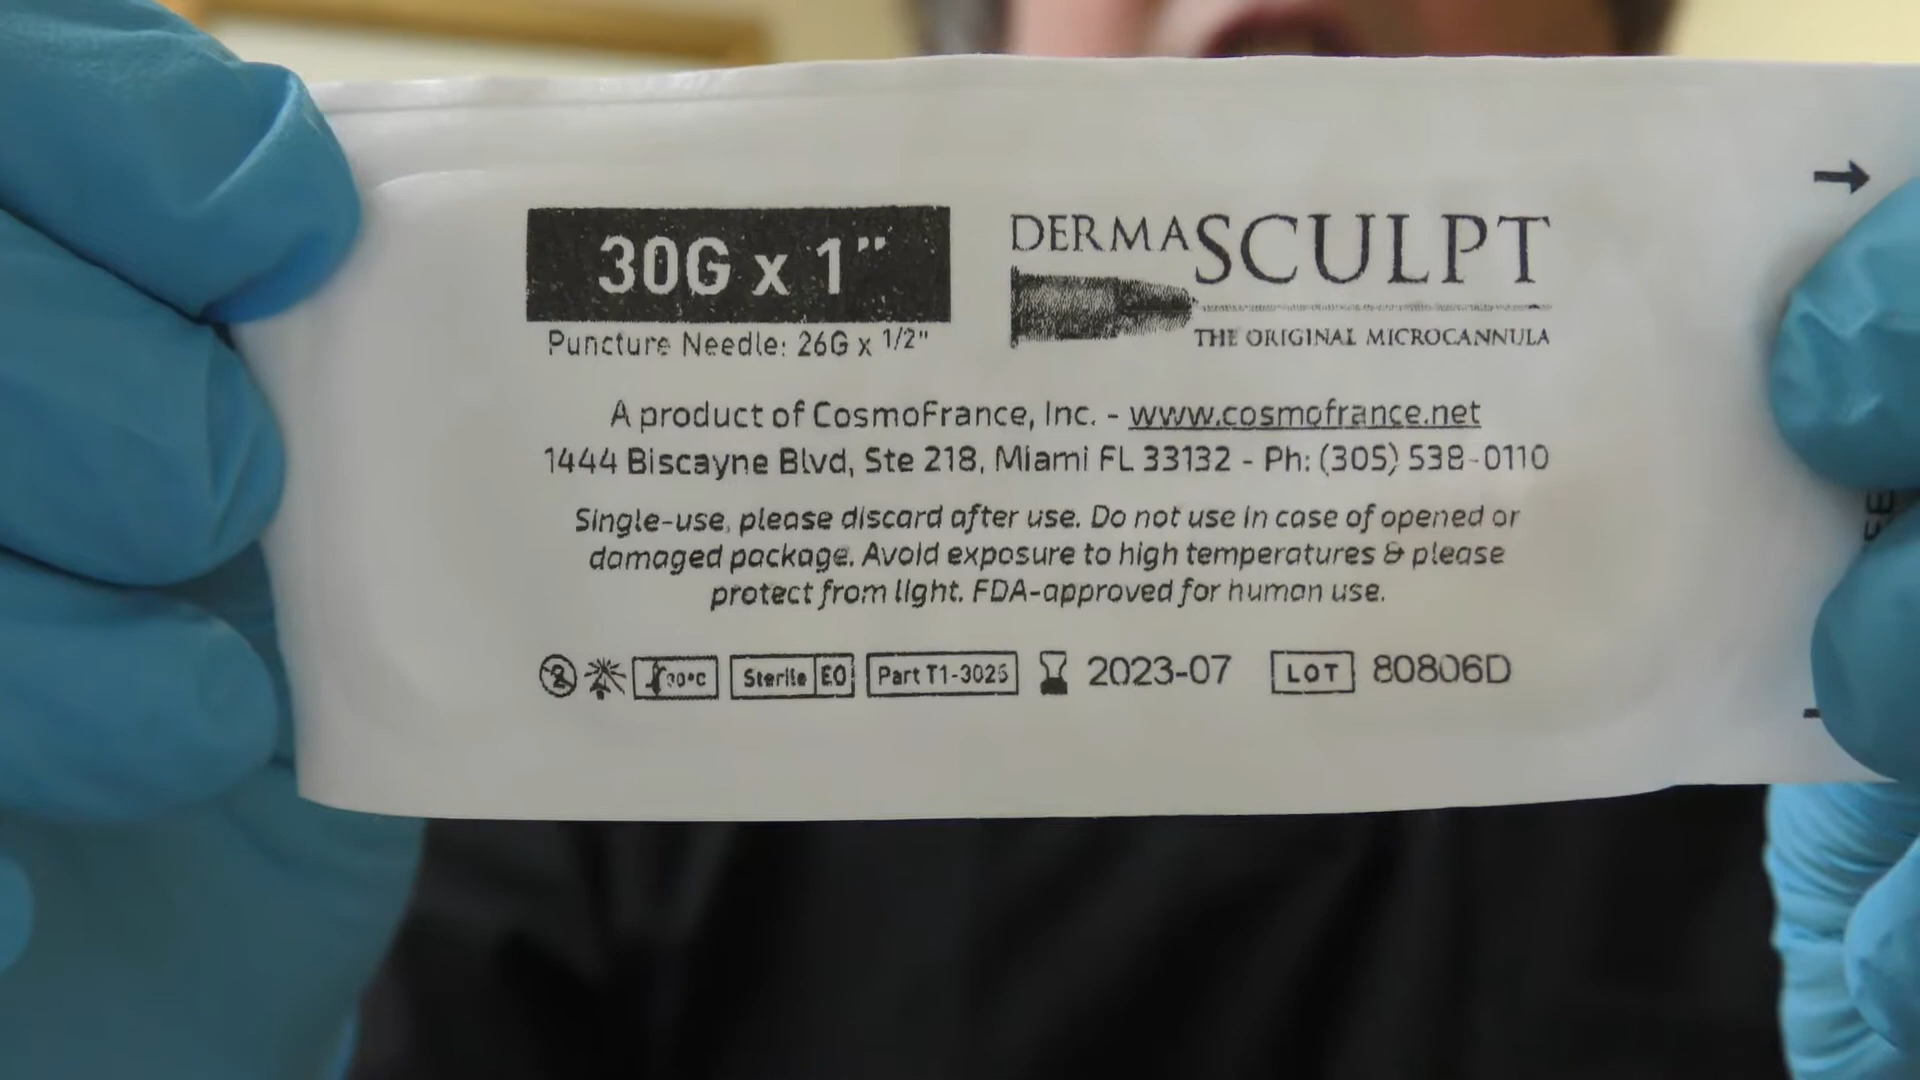 30G x 1"
Puncture Needle: 26G x 1/2"
DERMASCULPT
THE ORIGINAL MICROCANNULA
A product of CosmoFrance, Inc. - www.cosmofrance.net
1444 Biscayne Blvd, Ste 218, Miami FL 33132 - Ph: (305) 538-0110
Single-use, please discard after use. Do not use in case of opened or
damaged package. Avoid exposure to high temperatures & please
protect from light. FDA-approved for human use.
2 30°C Sterile EO Part T1-3025 2023-07 LOT 80806D